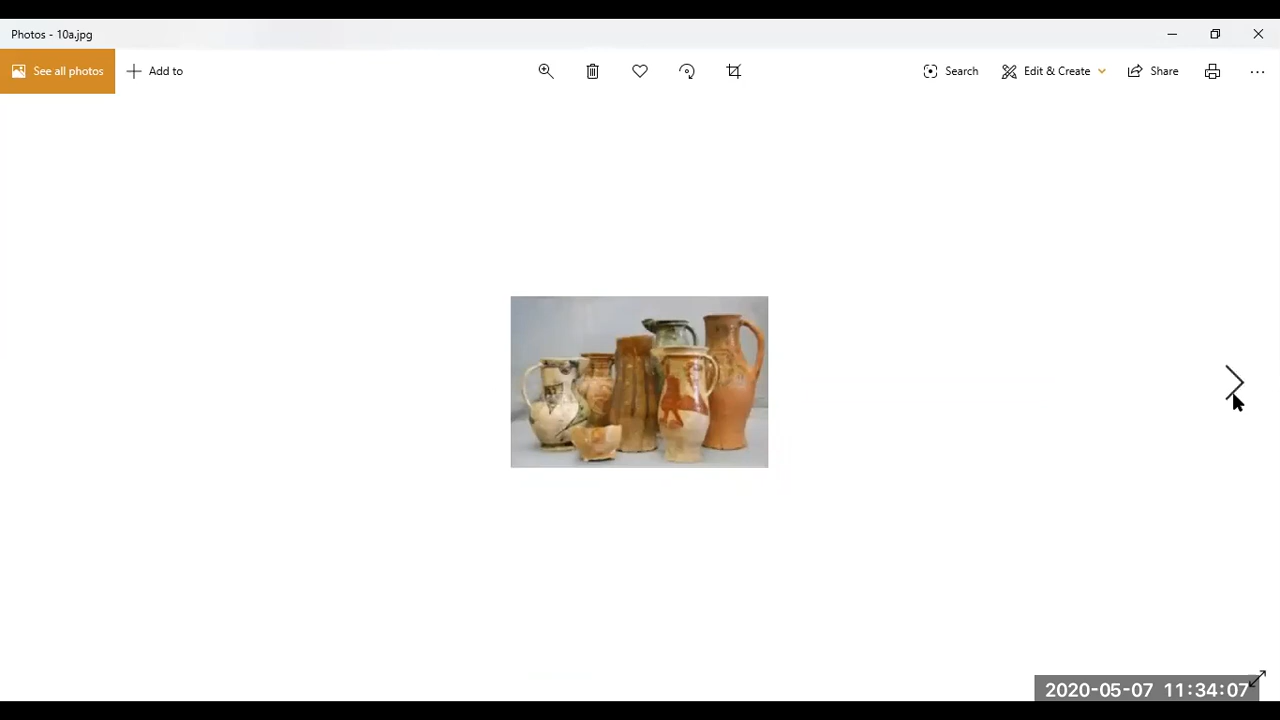 Photos - 10a.jpg
See all photos
Add to
Search
Edit & Create
Share
2020-05-07 11:34:07